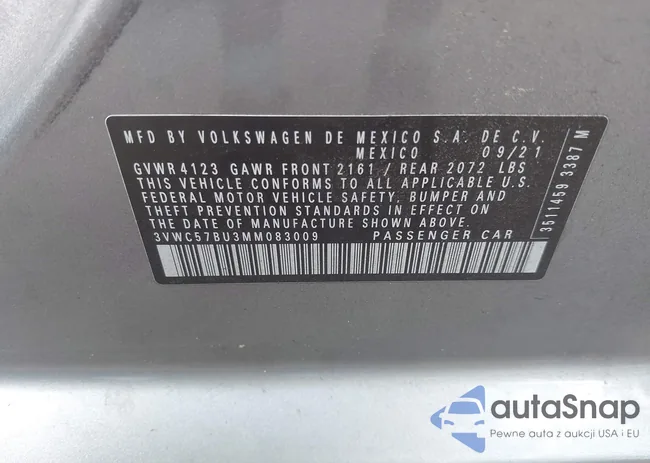 MFD BY VOLKSWAGEN DE MEXICO S.A. DE C.V.
MEXICO 09/21
GVWR 4123 GAWR FRONT 2161 / REAR 2072 LBS
THIS VEHICLE CONFORMS TO ALL APPLICABLE U.S.
FEDERAL MOTOR VEHICLE SAFETY, BUMPER AND
THEFT PREVENTION STANDARDS IN EFFECT ON THE
DATE OF MANUFACTURE SHOWN ABOVE.
3VWC57BU3MM083009 PASSENGER CAR
3511459 3387 M
autaSnap
Pewne auta z aukcji USA i EU